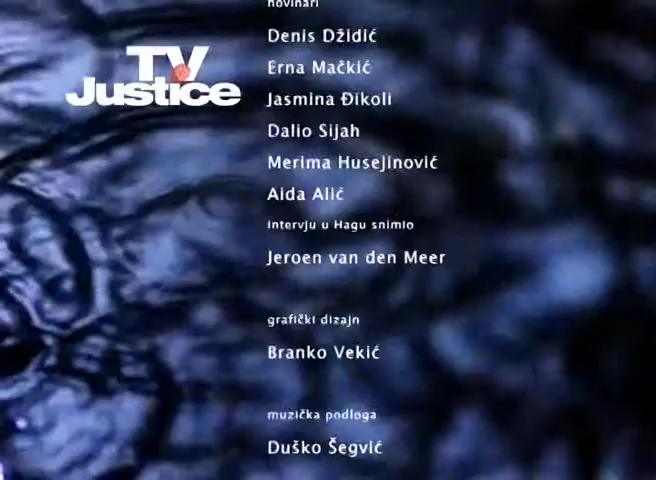 TV
Justice
novinari
Denis Džidić
Erna Mačkić
Jasmina Đikoli
Dalio Sijah
Merima Husejinović
Aida Alić
intervju u Hagu snimio
Jeroen van den Meer
grafički dizajn
Branko Vekić
muzička podloga
Duško Šegvić